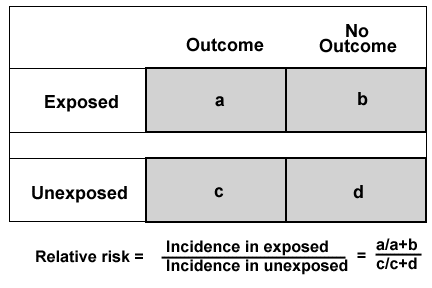 Outcome
No
Outcome
Exposed
a
b
Unexposed
c
d
Relative risk = Incidence in exposed = a/a+b
Incidence in unexposed c/c+d